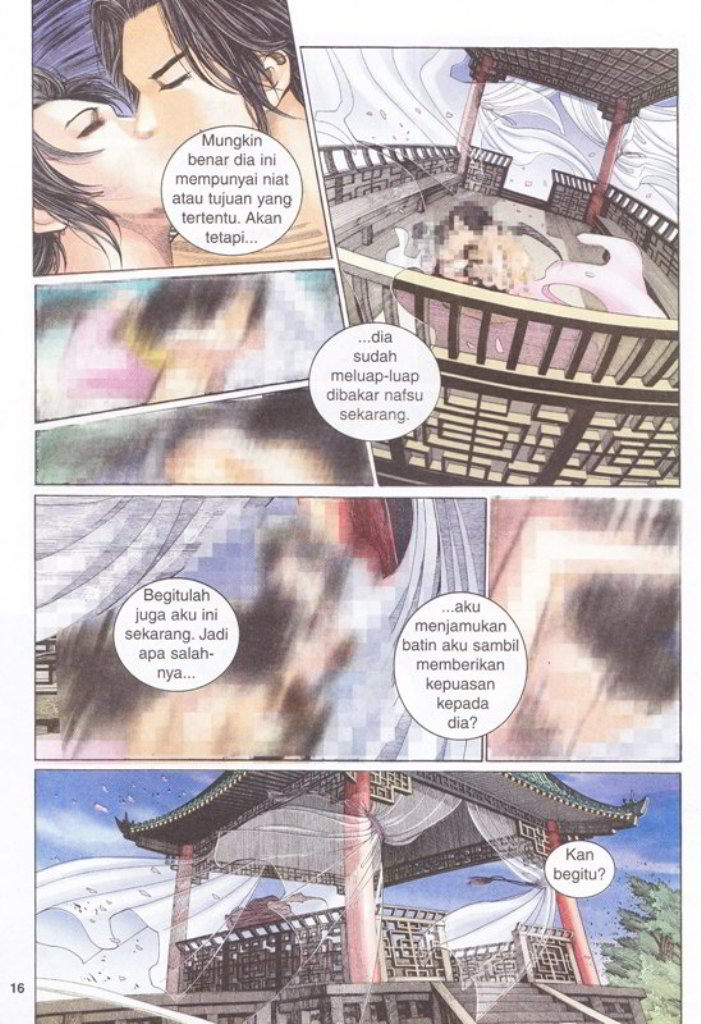 Mungkin
benar dia ini
mempunyai niat
atau tujuan yang
tertentu. Akan
tetapi...
...dia
sudah
meluap-luap
dibakar nafsu
sekarang.
Begitulah
juga aku ini
sekarang. Jadi
apa salah-
nya...
...aku
menjamukan
batin aku sambil
memberikan
kepuasan
kepada
dia?
Kan
begitu?
16